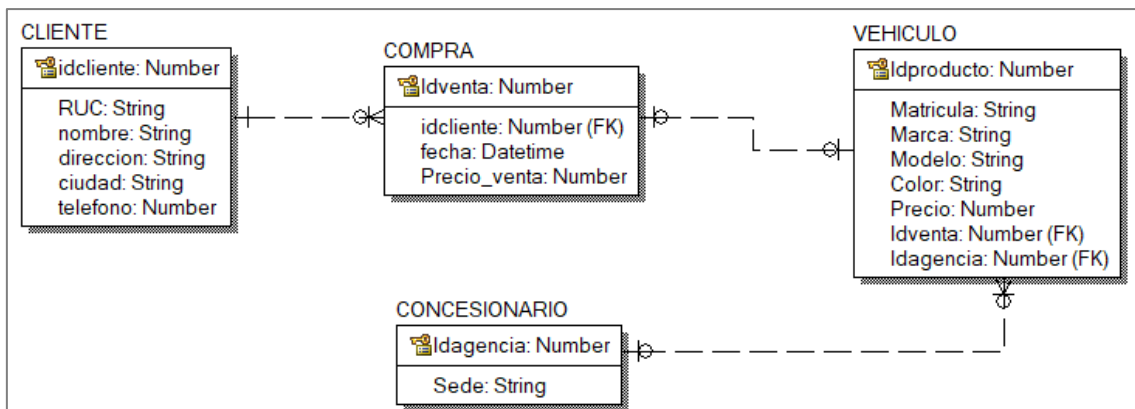 CLIENTE
idcliente: Number
RUC: String
nombre: String
direccion: String
ciudad: String
telefono: Number
COMPRA
Idventa: Number
idcliente: Number (FK)
fecha: Datetime
Precio_venta: Number
VEHICULO
Idproducto: Number
Matricula: String
Marca: String
Modelo: String
Color: String
Precio: Number
Idventa: Number (FK)
Idagencia: Number (FK)
CONCESIONARIO
Idagencia: Number
Sede: String